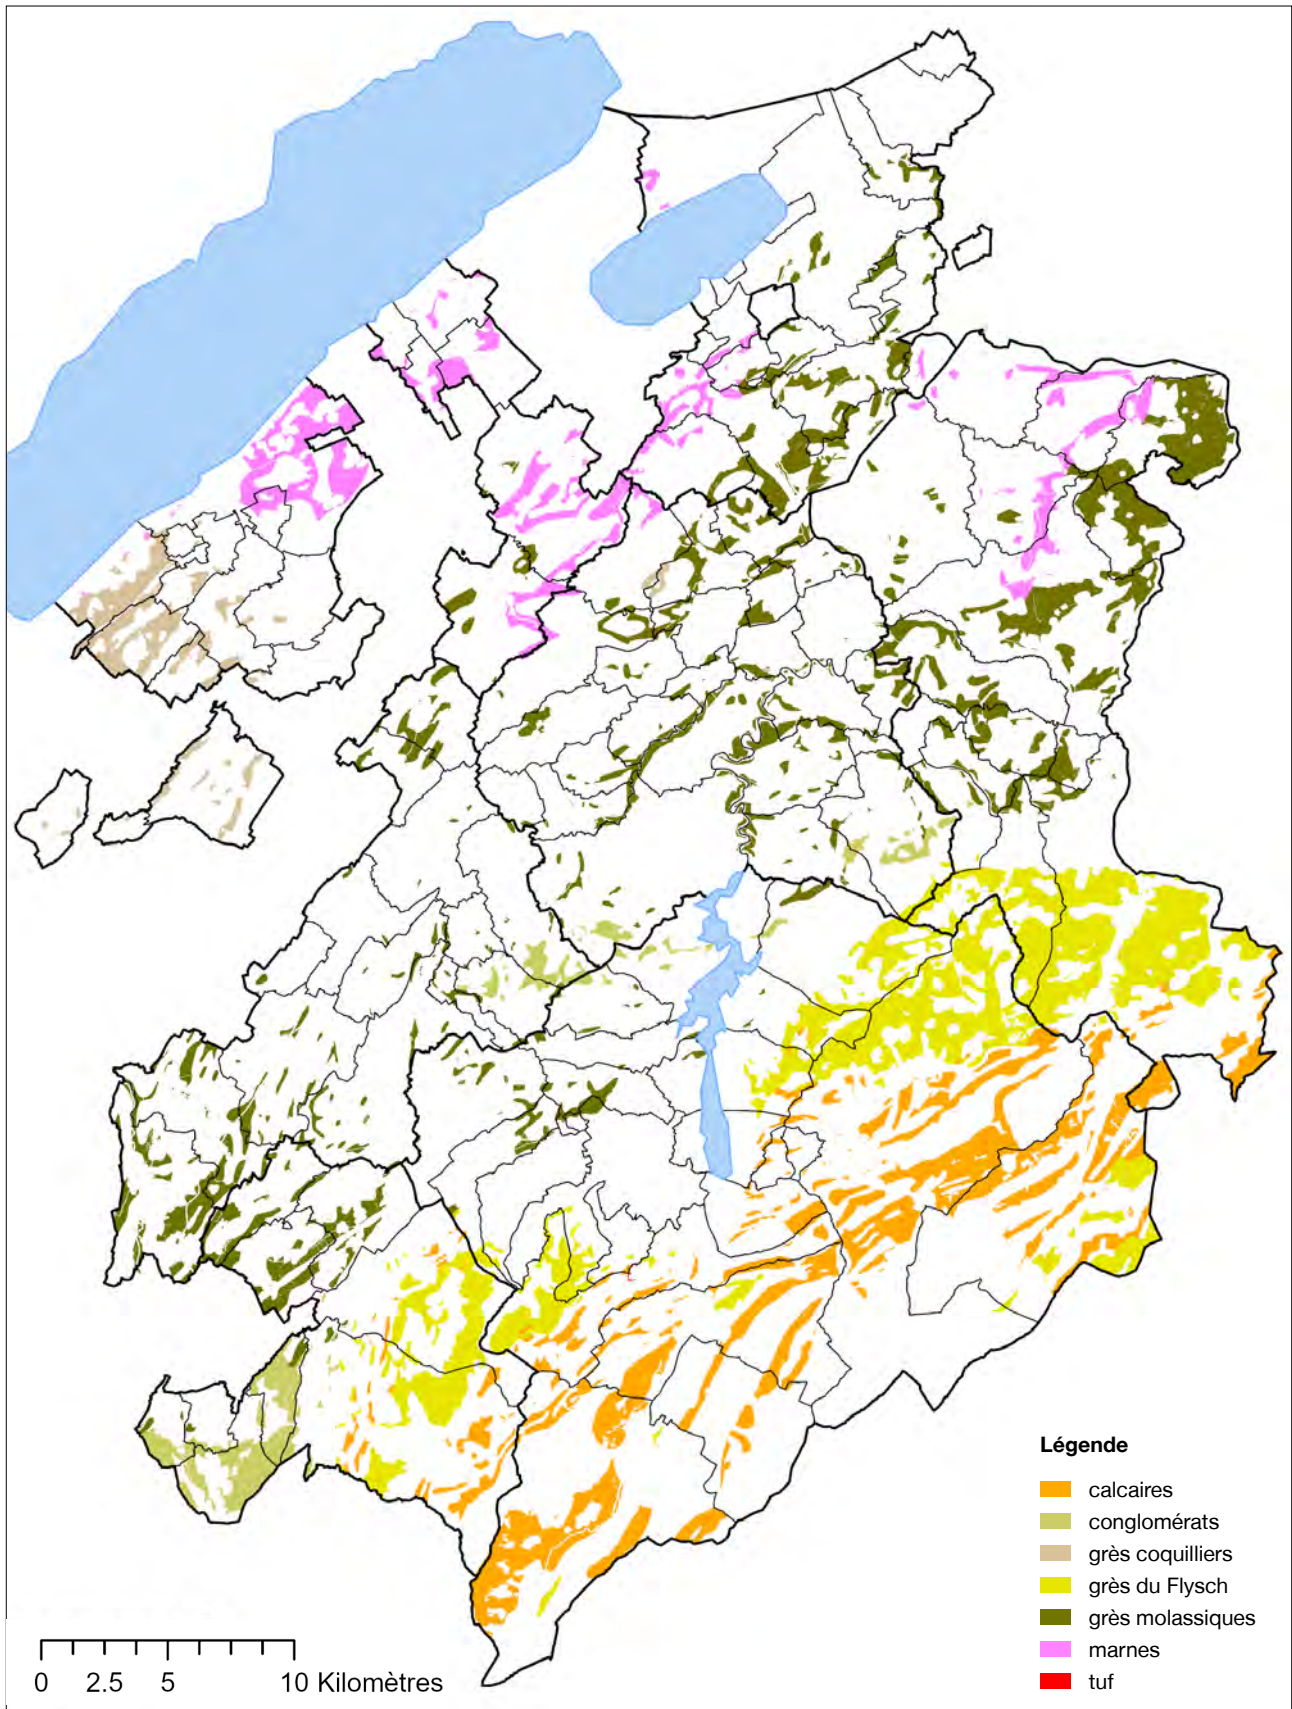 Légende
calcaires
conglomérats
grès coquilliers
grès du Flysch
grès molassiques
marnes
tuf
0 2.5 5 10 Kilomètres